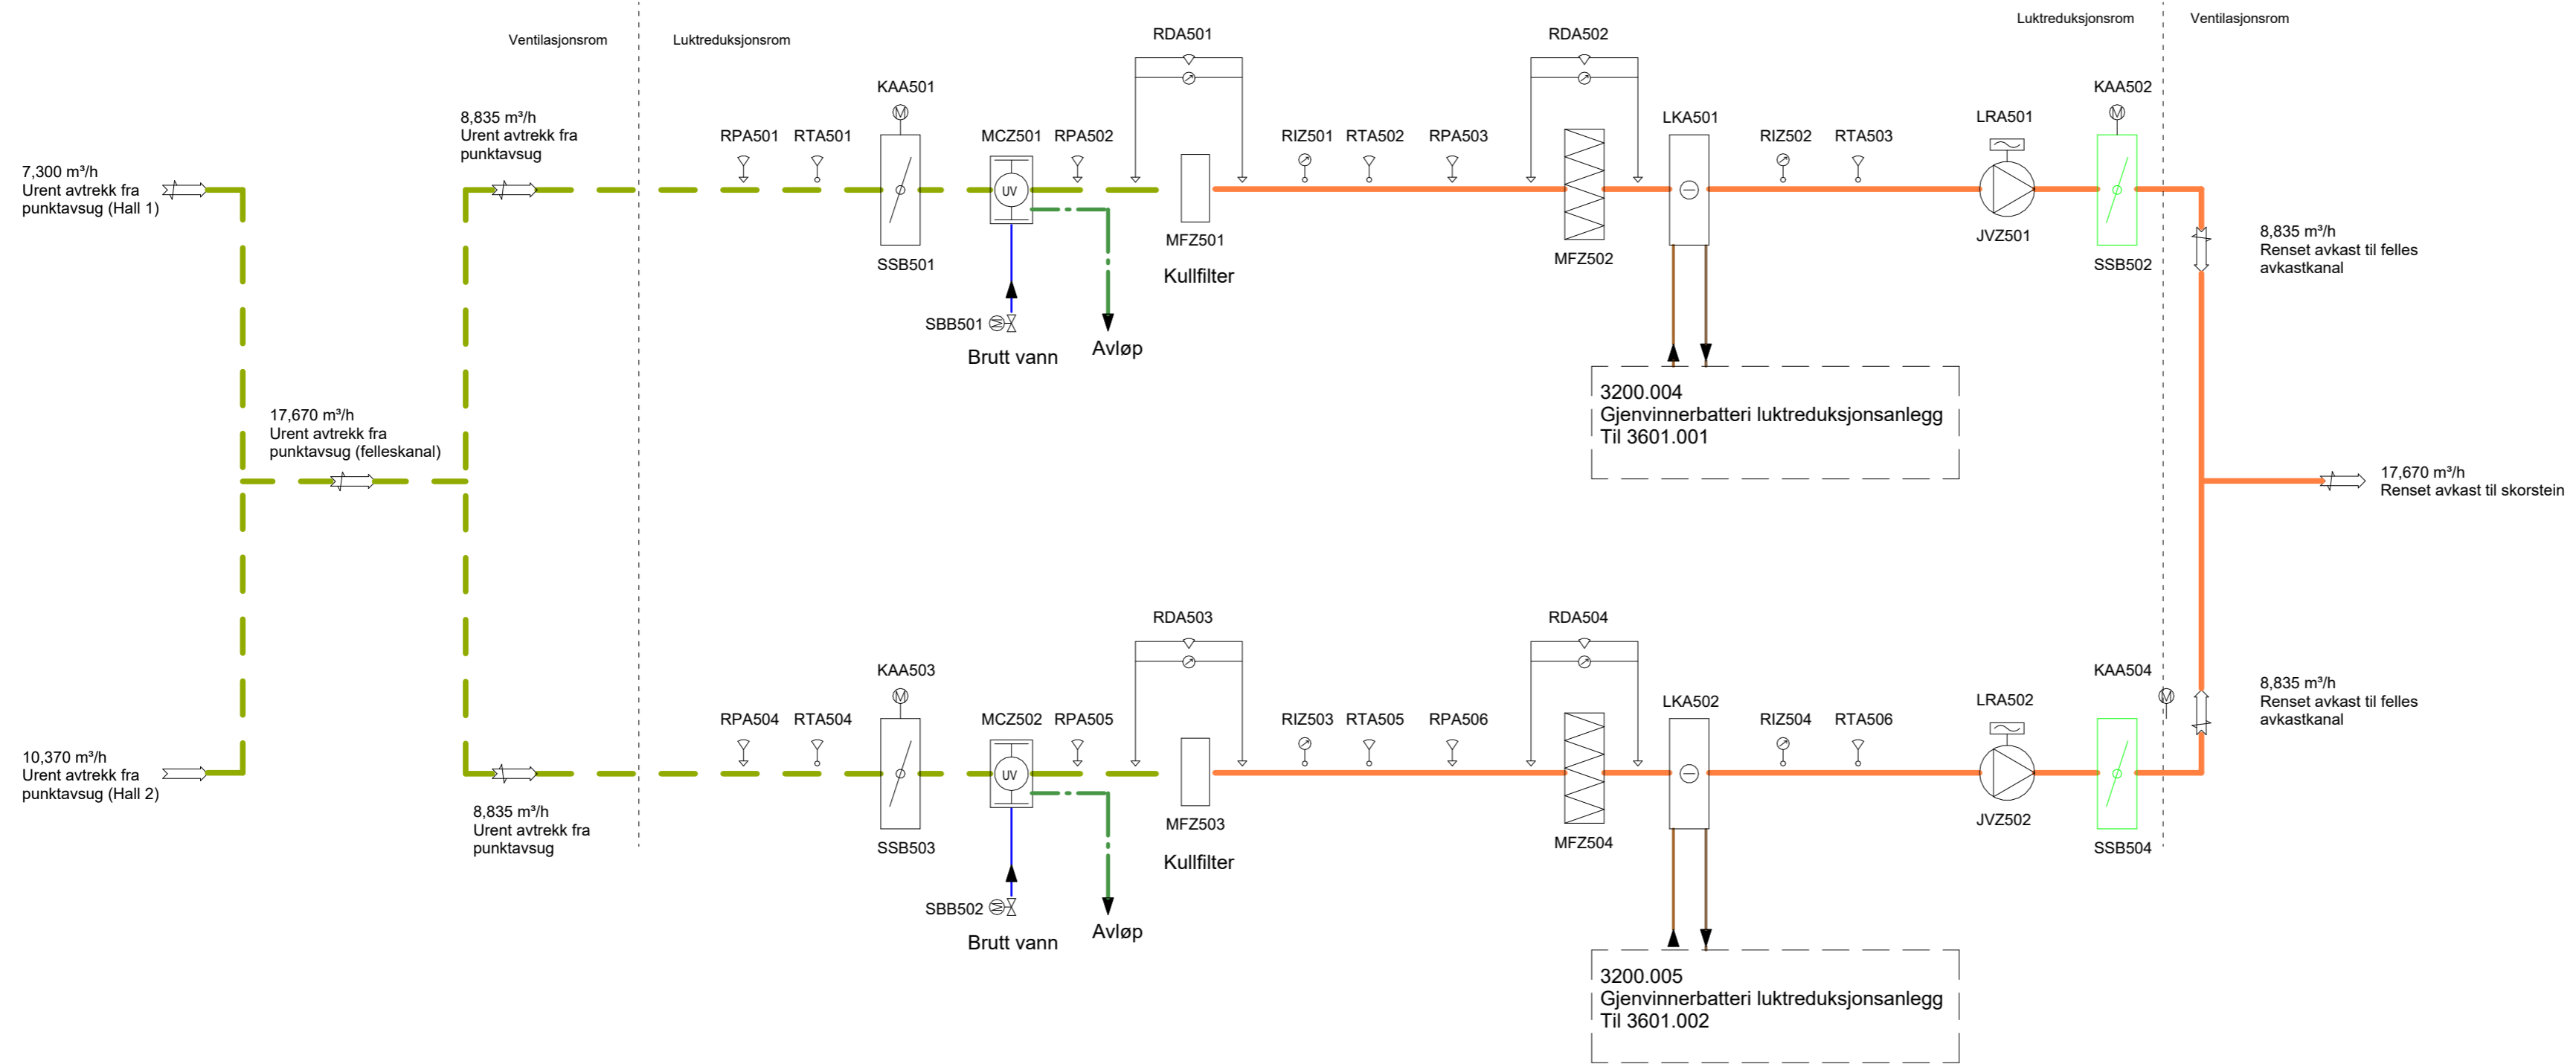 Ventilasjonsrom
Luktreduksjonsrom
Luktreduksjonsrom
Ventilasjonsrom
RDA501
RDA502
KAA501
KAA502
8,835 m³/h
Urent avtrekk fra
punktavsug
RPA501
RTA501
MCZ501
RPA502
RIZ501
RTA502
RPA503
LKA501
RIZ502
RTA503
LRA501
M
M
7,300 m³/h
Urent avtrekk fra
punktavsug (Hall 1)
UV
MFZ501
Kullfilter
MFZ502
JVZ501
SSB501
SSB502
8,835 m³/h
Renset avkast til felles
avkastkanal
SBB501
M
Brutt vann
Avløp
3200.004
Gjenvinnerbatteri luktreduksjonsanlegg
Til 3601.001
17,670 m³/h
Urent avtrekk fra
punktavsug (felleskanal)
17,670 m³/h
Renset avkast til skorstein
RDA503
RDA504
KAA503
KAA504
RPA504
RTA504
MCZ502
RPA505
RIZ503
RTA505
RPA506
LKA502
RIZ504
RTA506
LRA502
M
M
8,835 m³/h
Renset avkast til felles
avkastkanal
10,370 m³/h
Urent avtrekk fra
punktavsug (Hall 2)
UV
8,835 m³/h
Urent avtrekk fra
punktavsug
SSB503
MFZ503
Kullfilter
MFZ504
JVZ502
SSB504
SBB502
M
Brutt vann
Avløp
3200.005
Gjenvinnerbatteri luktreduksjonsanlegg
Til 3601.002